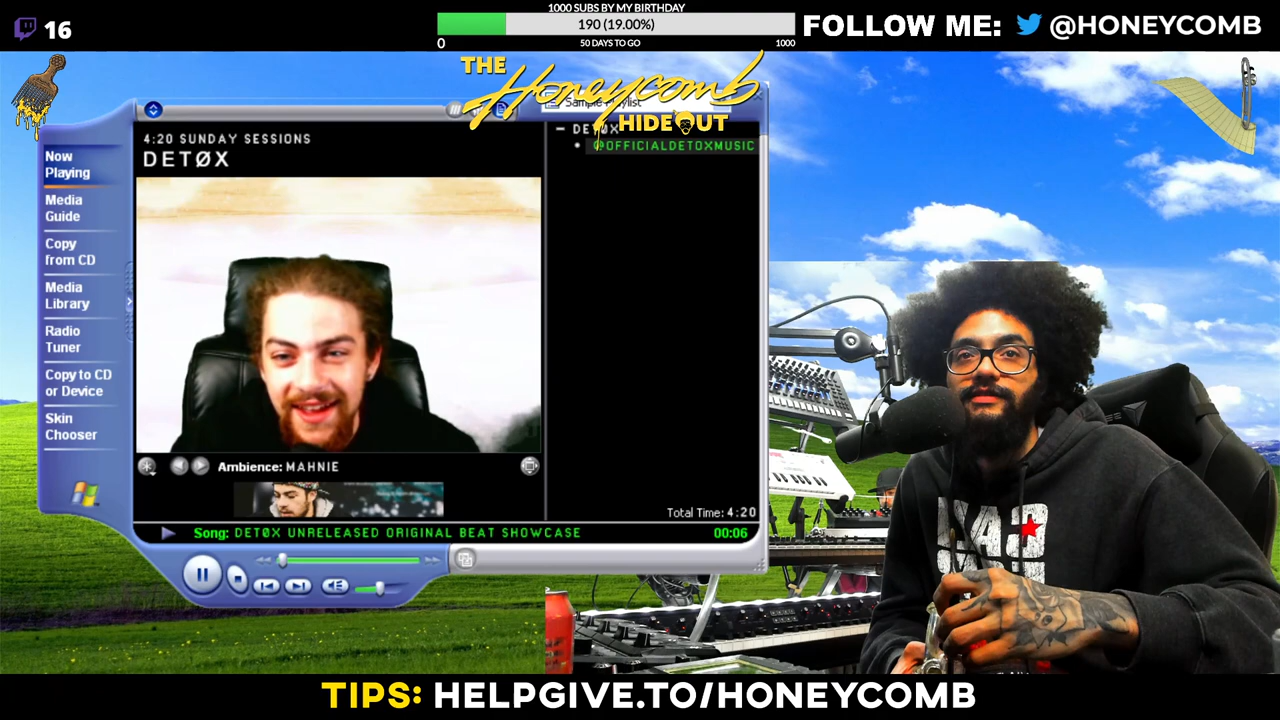 16
1000 SUBS BY MY BIRTHDAY
190 (19.00%)
0
50 DAYS TO GO
1000
FOLLOW ME: @HONEYCOMB
THE
Honeycomb
HIDEOUT
Sample Playlist
4:20 SUNDAY SESSIONS
DETØX
DETØX
@OFFICIALDETOXMUSIC
Now
Playing
Media
Guide
Copy
from CD
Media
Library
Radio
Tuner
Copy to CD
or Device
Skin
Chooser
Ambience: MAHNIE
Total Time: 4:20
Song: DETØX UNRELEASED ORIGINAL BEAT SHOWCASE
00:06
TIPS: HELPGIVE.TO/HONEYCOMB